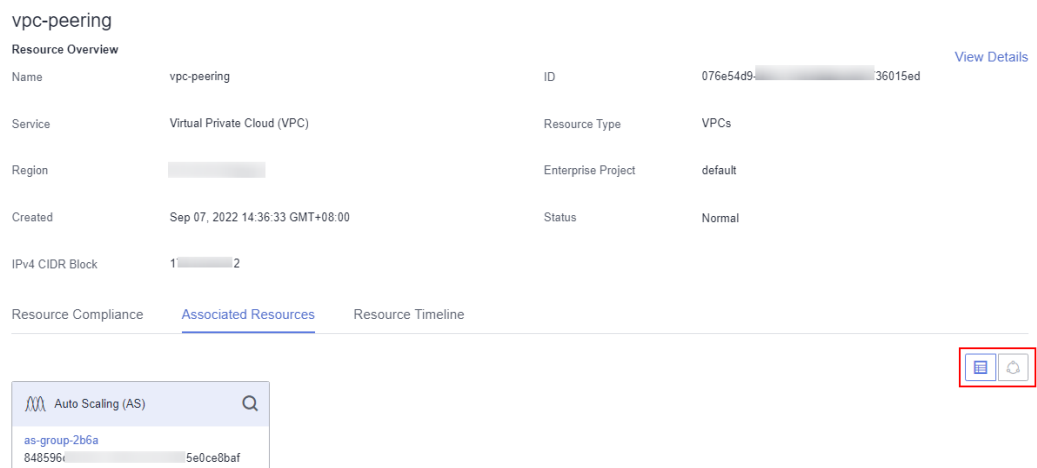 vpc-peering
Resource Overview
View Details
Name vpc-peering ID 076e54d9- 36015ed
Service Virtual Private Cloud (VPC) Resource Type VPCs
Region Enterprise Project default
Created Sep 07, 2022 14:36:33 GMT+08:00 Status Normal
IPv4 CIDR Block 1 2
Resource Compliance Associated Resources Resource Timeline
Auto Scaling (AS)
as-group-2b6a
848596 5e0ce8baf